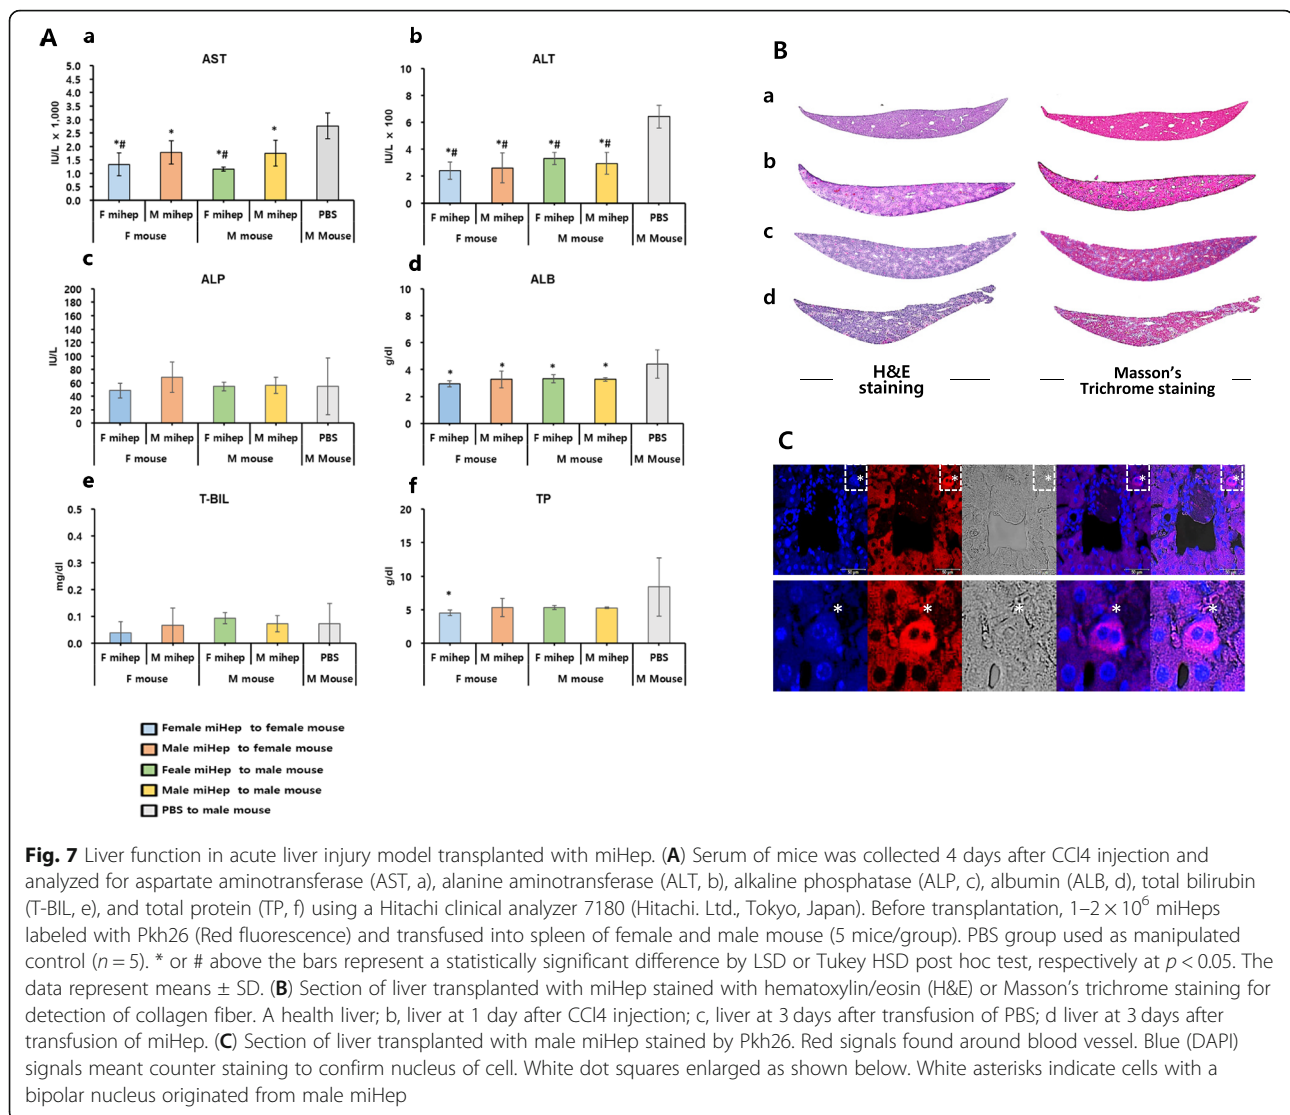 A
a
AST
IU/L × 1,000
5.0
4.5
4.0
3.5
3.0
2.5
2.0
1.5
1.0
0.5
0.0
*#
*
*#
*
F mihep M mihep F mihep M mihep PBS
F mouse M mouse M Mouse
b
ALT
IU/L × 100
10
8
6
4
2
0
*#
*#
*#
*#
F mihep M mihep F mihep M mihep PBS
F mouse M mouse M Mouse
c
ALP
IU/L
200
180
160
140
120
100
80
60
40
20
0
F mihep M mihep F mihep M mihep PBS
F mouse M mouse M Mouse
d
ALB
g/dl
10
8
6
4
2
0
*
*
*
*
F mihep M mihep F mihep M mihep PBS
F mouse M mouse M Mouse
e
T-BIL
mg/dl
0.5
0.4
0.3
0.2
0.1
0.0
F mihep M mihep F mihep M mihep PBS
F mouse M mouse M Mouse
f
TP
g/dl
20
15
10
5
0
*
F mihep M mihep F mihep M mihep PBS
F mouse M mouse M Mouse
Female miHep to female mouse
Male miHep to female mouse
Feale miHep to male mouse
Male miHep to male mouse
PBS to male mouse
B
a
b
c
d
H&E
staining
Masson's
Trichrome staining
C
* * * * *
50 μm 50 μm 50 μm 50 μm 50 μm
* * * * *
Fig. 7 Liver function in acute liver injury model transplanted with miHep. (A) Serum of mice was collected 4 days after CCl4 injection and
analyzed for aspartate aminotransferase (AST, a), alanine aminotransferase (ALT, b), alkaline phosphatase (ALP, c), albumin (ALB, d), total bilirubin
(T-BIL, e), and total protein (TP, f) using a Hitachi clinical analyzer 7180 (Hitachi. Ltd., Tokyo, Japan). Before transplantation, 1–2 × 10⁶ miHeps
labeled with Pkh26 (Red fluorescence) and transfused into spleen of female and male mouse (5 mice/group). PBS group used as manipulated
control (n = 5). * or # above the bars represent a statistically significant difference by LSD or Tukey HSD post hoc test, respectively at p < 0.05. The
data represent means ± SD. (B) Section of liver transplanted with miHep stained with hematoxylin/eosin (H&E) or Masson's trichrome staining for
detection of collagen fiber. A health liver; b, liver at 1 day after CCl4 injection; c, liver at 3 days after transfusion of PBS; d liver at 3 days after
transfusion of miHep. (C) Section of liver transplanted with male miHep stained by Pkh26. Red signals found around blood vessel. Blue (DAPI)
signals meant counter staining to confirm nucleus of cell. White dot squares enlarged as shown below. White asterisks indicate cells with a
bipolar nucleus originated from male miHep